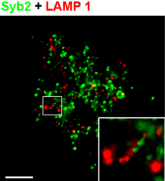 Syb2 + LAMP 1